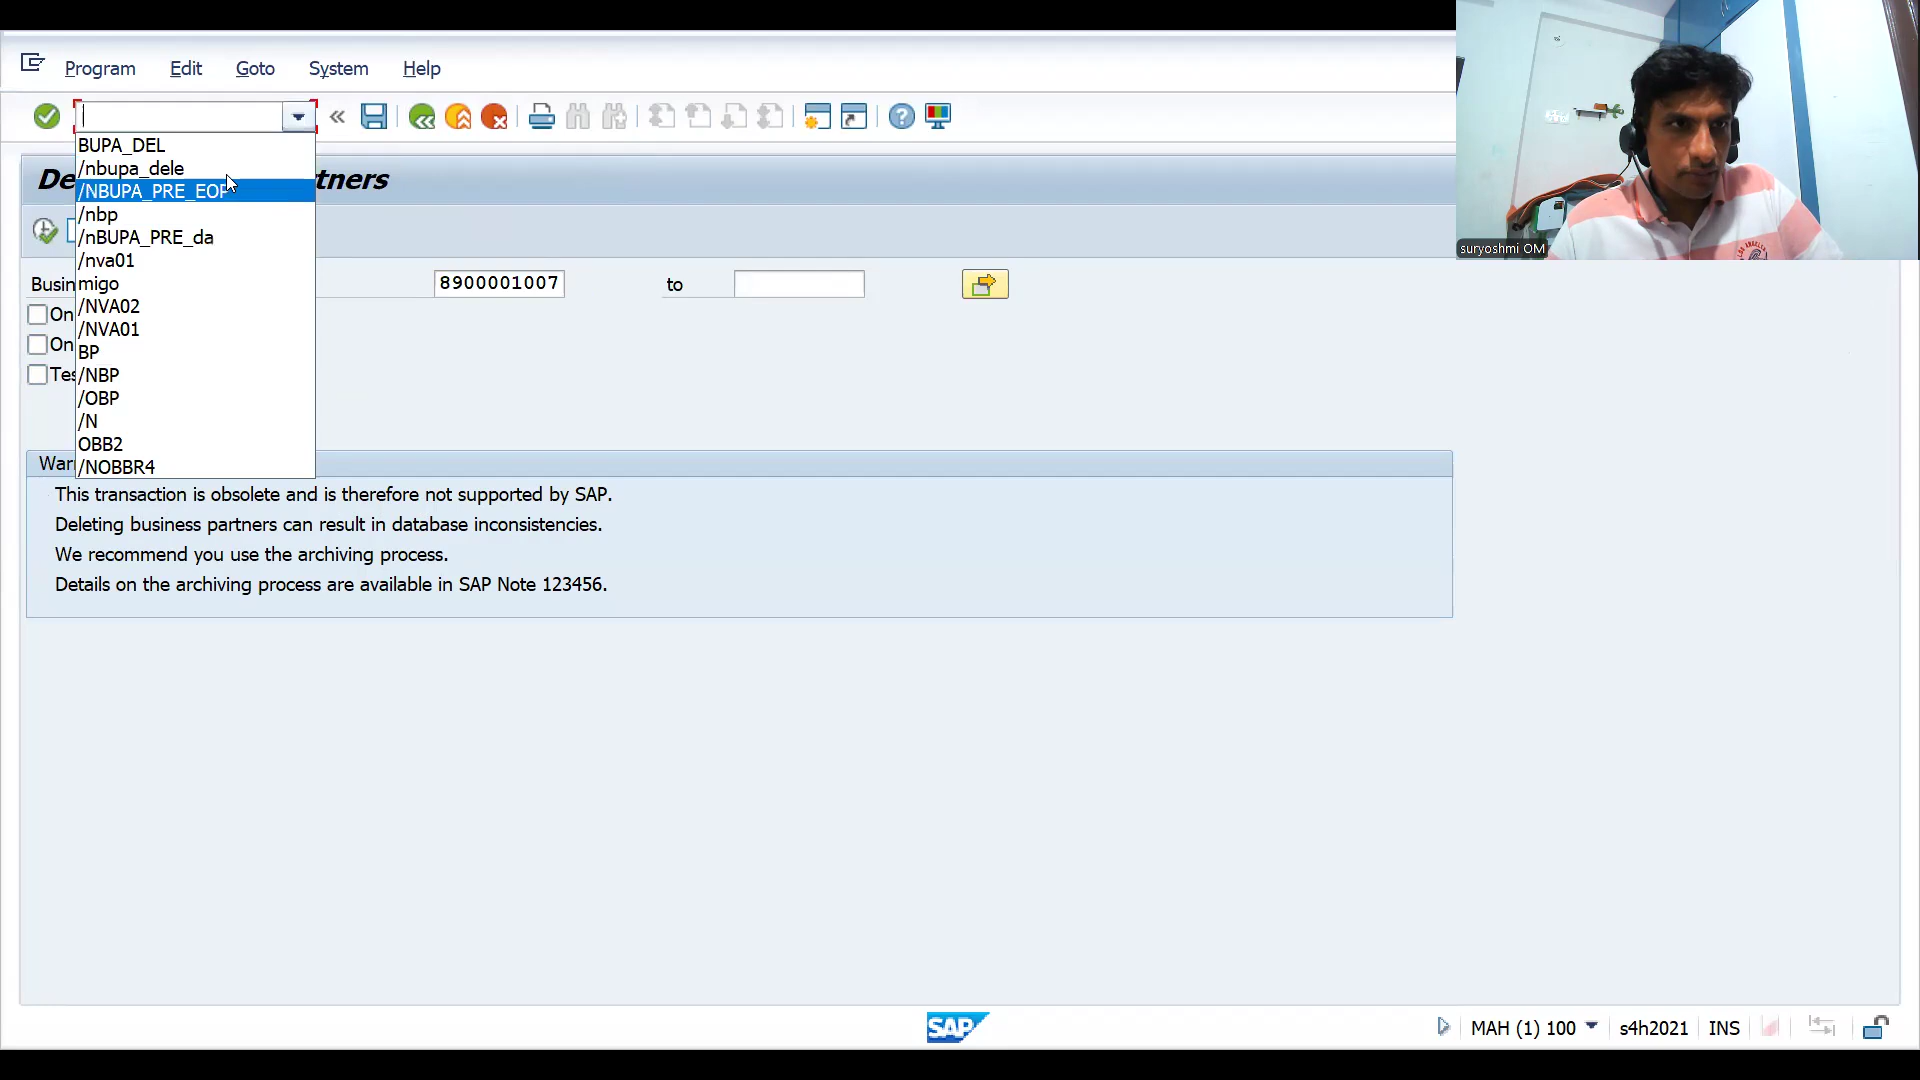 Program Edit Goto System Help
BUPA_DEL
/nbupa_dele
/NBUPA_PRE_EOP
/nbp
/nBUPA_PRE_da
/nva01
migo
/NVA02
/NVA01
BP
/NBP
/OBP
/N
OBB2
/NOBBR4
De tners
Busin 8900001007 to
On
On
Tes
War
This transaction is obsolete and is therefore not supported by SAP.
Deleting business partners can result in database inconsistencies.
We recommend you use the archiving process.
Details on the archiving process are available in SAP Note 123456.
suryoshmi OM
SAP
MAH (1) 100 s4h2021 INS